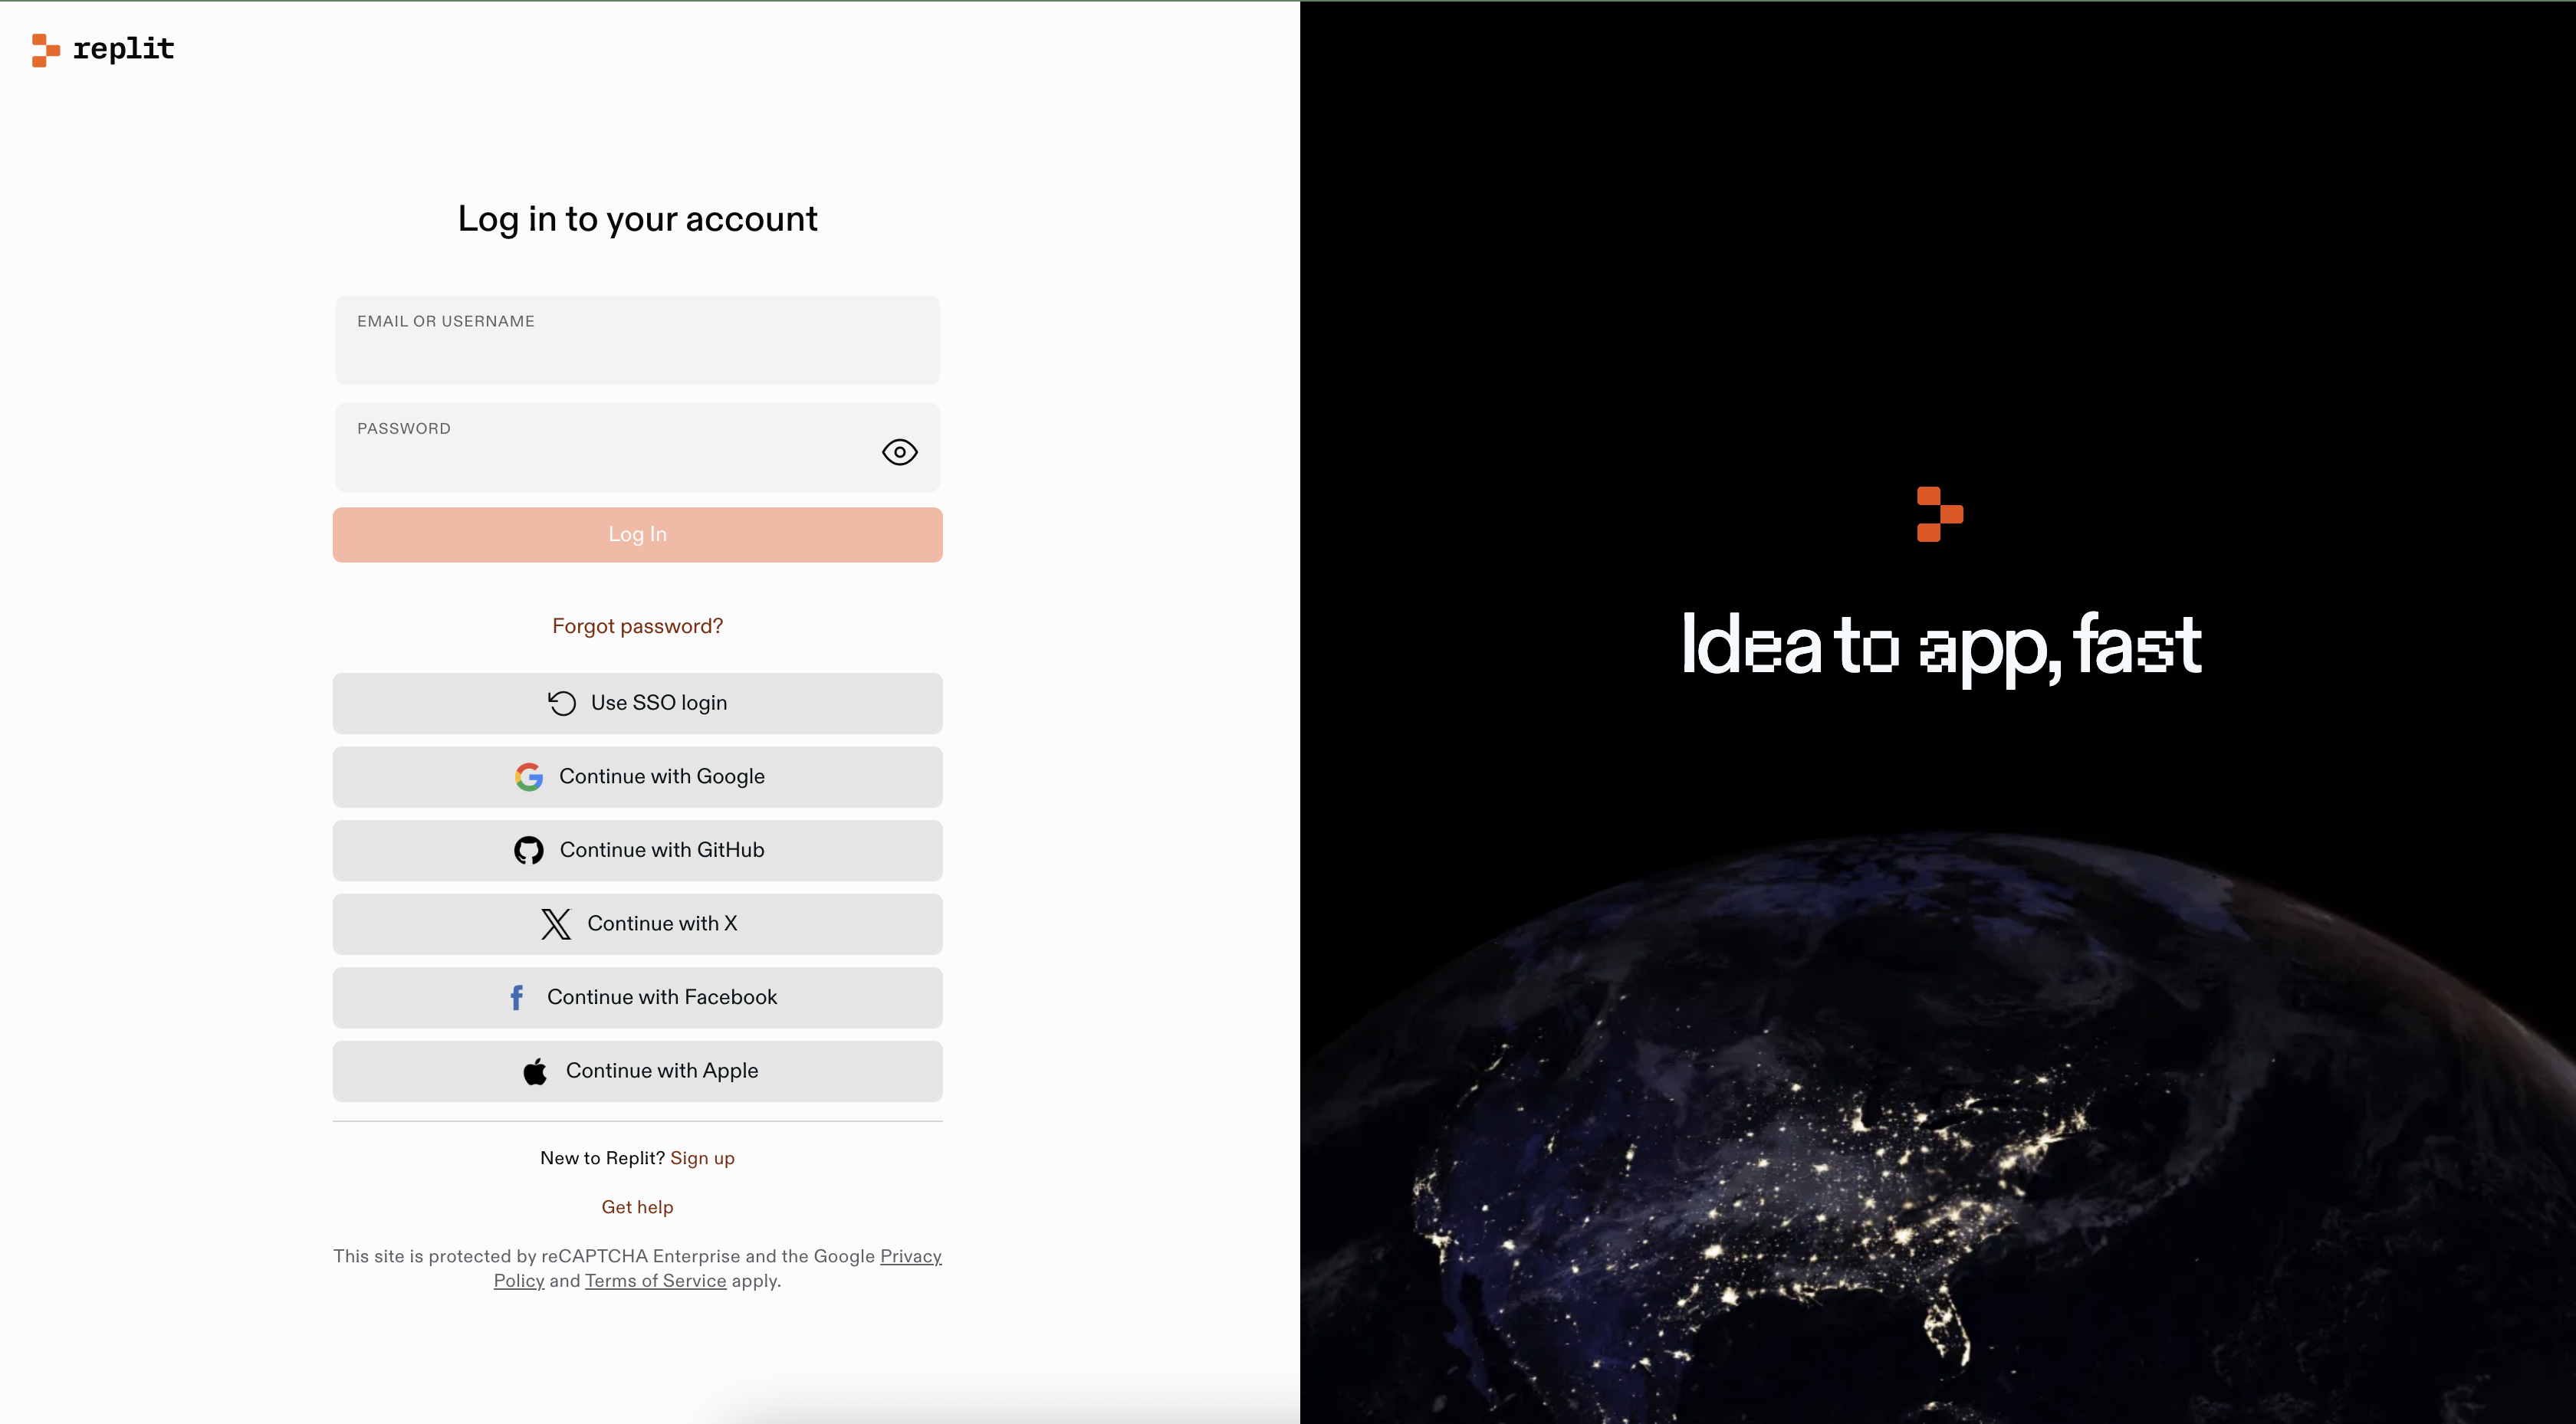 replit
Log in to your account
EMAIL OR USERNAME
PASSWORD
Log In
Forgot password?
Use SSO login
Continue with Google
Continue with GitHub
Continue with X
Continue with Facebook
Continue with Apple
New to Replit? Sign up
Get help
This site is protected by reCAPTCHA Enterprise and the Google Privacy
Policy and Terms of Service apply.
Idea to app, fast